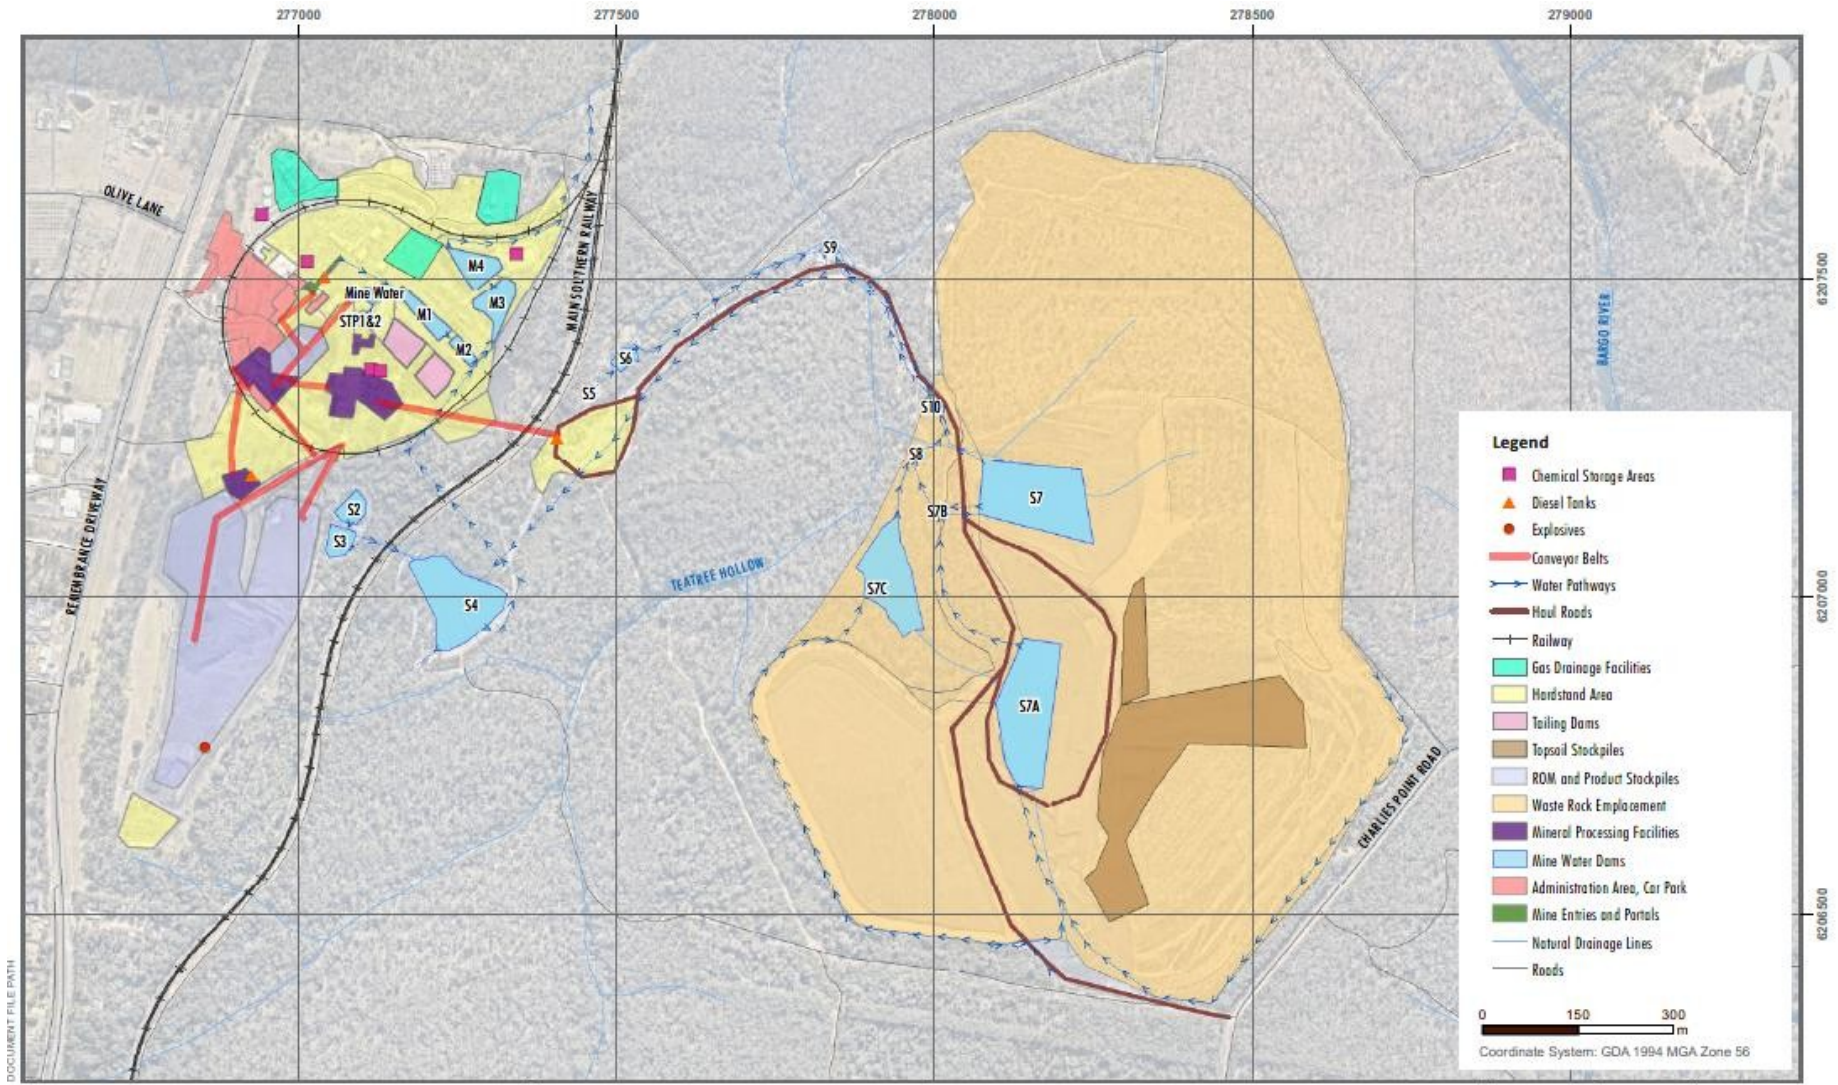 277000
277500
278000
278500
279000
OLIVE LANE
MAIN SOUTHERN RAILWAY
S9
M4
Mine Water
M3
M1
STP1&2
M2
S6
S5
6207500
BARGO RIVER
S10
S8
S7
S7B
REMEMBRANCE DRIVEWAY
S2
S3
TEATREE HOLLOW
S7C
S4
S7A
6207000
CHARLIES POINT ROAD
6206500
Legend
Chemical Storage Areas
Diesel Tanks
Explosives
Conveyor Belts
Water Pathways
Haul Roads
Railway
Gas Drainage Facilities
Hardstand Area
Tailing Dams
Topsoil Stockpiles
ROM and Product Stockpiles
Waste Rock Emplacement
Mineral Processing Facilities
Mine Water Dams
Administration Area, Car Park
Mine Entries and Portals
Natural Drainage Lines
Roads
0 150 300
m
Coordinate System: GDA 1994 MGA Zone 56
DOCUMENT FILE PATH